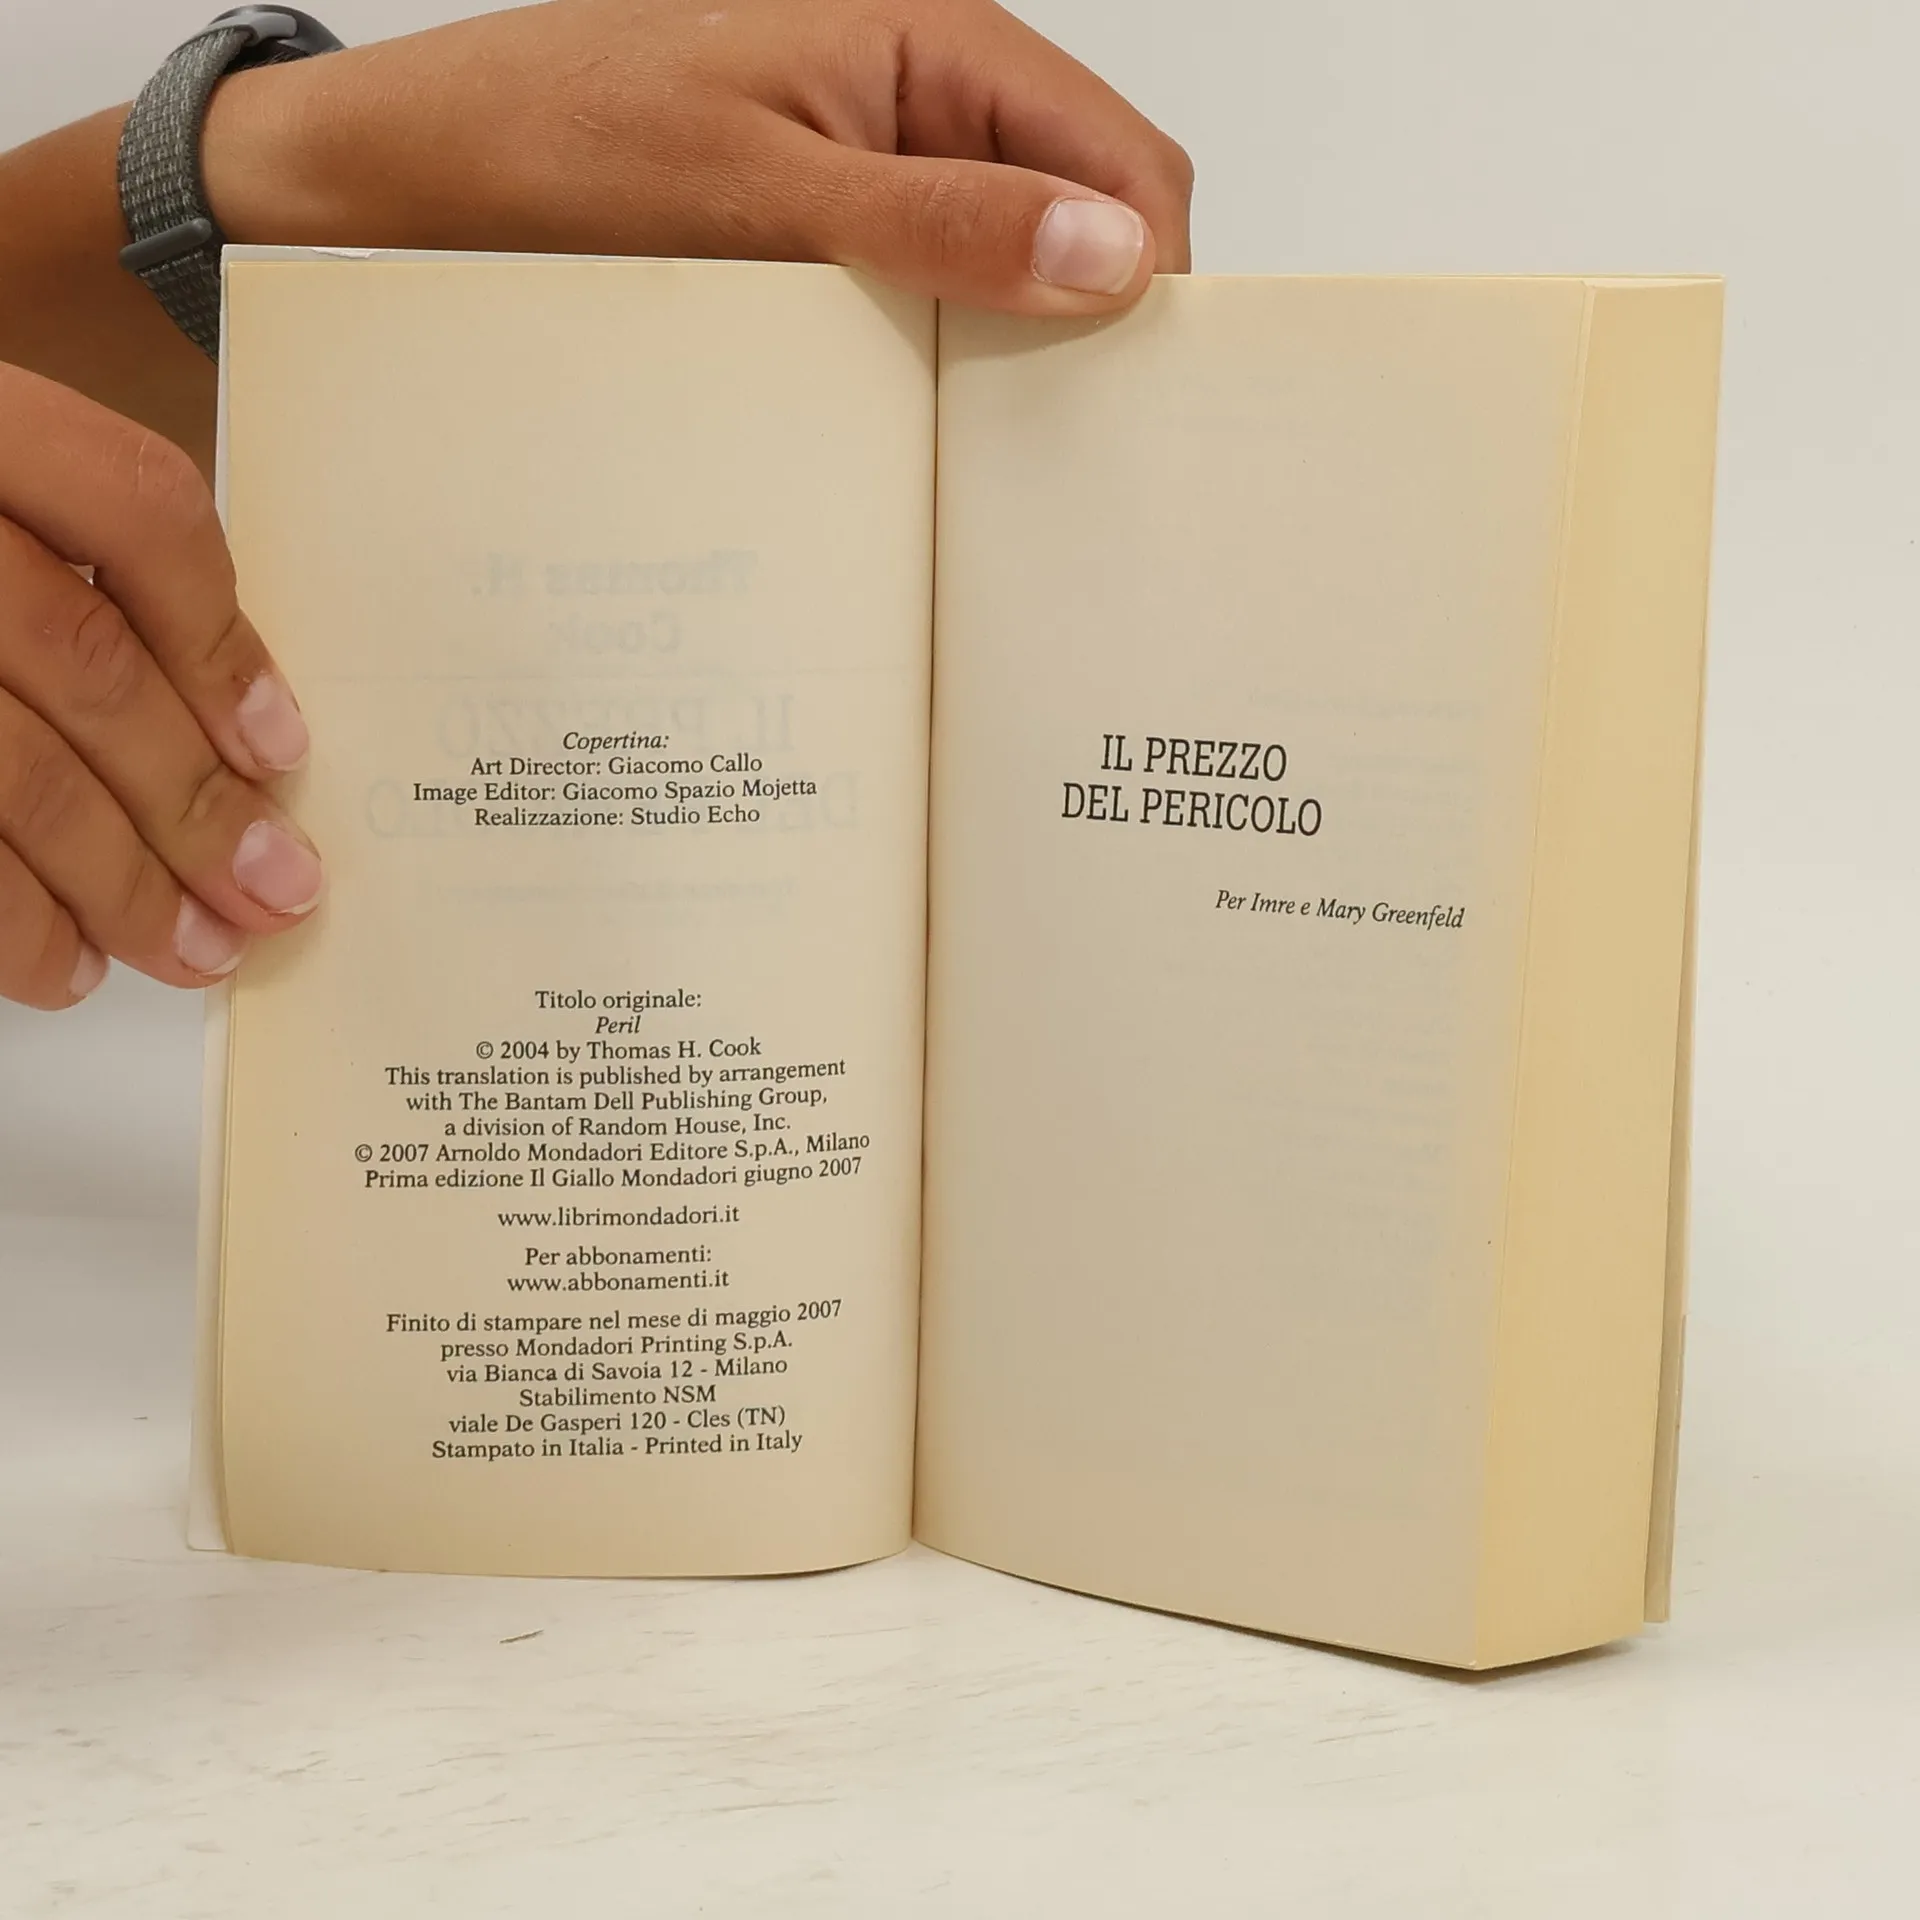 Copertina:
Art Director: Giacomo Callo
Image Editor: Giacomo Spazio Mojetta
Realizzazione: Studio Echo
Titolo originale:
Peril
© 2004 by Thomas H. Cook
This translation is published by arrangement
with The Bantam Dell Publishing Group,
a division of Random House, Inc.
© 2007 Arnoldo Mondadori Editore S.p.A., Milano
Prima edizione Il Giallo Mondadori giugno 2007
www.librimondadori.it
Per abbonamenti:
www.abbonamenti.it
Finito di stampare nel mese di maggio 2007
presso Mondadori Printing S.p.A.
via Bianca di Savoia 12 - Milano
Stabilimento NSM
viale De Gasperi 120 - Cles (TN)
Stampato in Italia - Printed in Italy
IL PREZZO
DEL PERICOLO
Per Imre e Mary Greenfeld